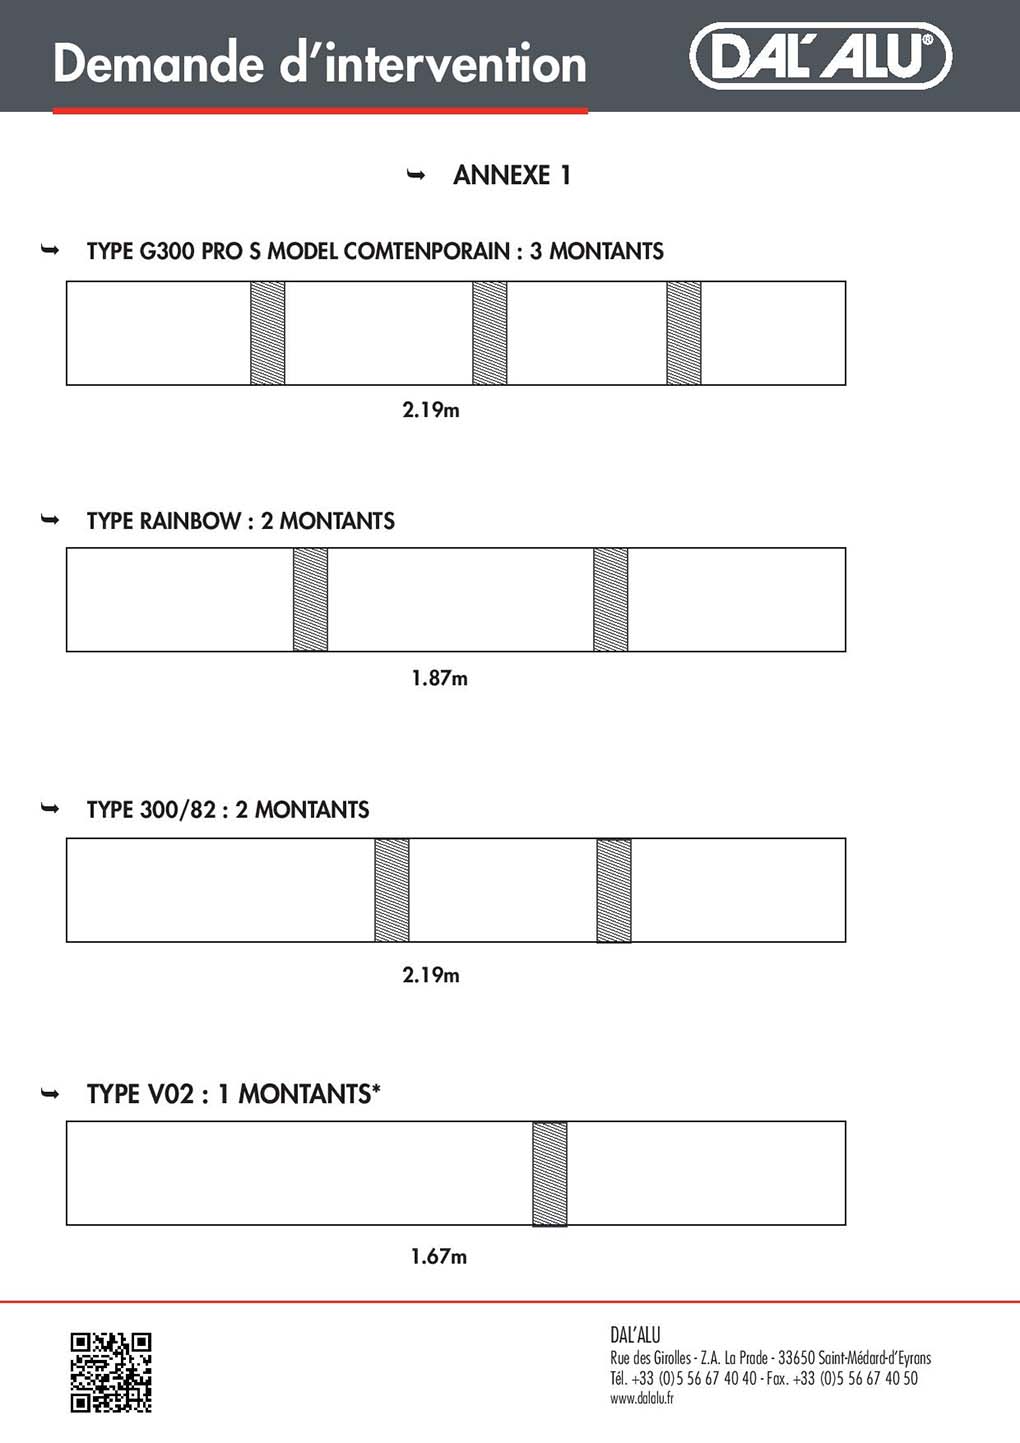 Demande d’intervention
DAL’ ALU®
ANNEXE 1
TYPE G300 PRO S MODEL COMTENPORAIN : 3 MONTANTS
2.19m
TYPE RAINBOW : 2 MONTANTS
1.87m
TYPE 300/82 : 2 MONTANTS
2.19m
TYPE V02 : 1 MONTANTS*
1.67m
DAL’ALU
Rue des Girolles - Z.A. La Prade - 33650 Saint-Médard-d’Eyrans
Tél. +33 (0)5 56 67 40 40 - Fax. +33 (0)5 56 67 40 50
www.dalalu.fr